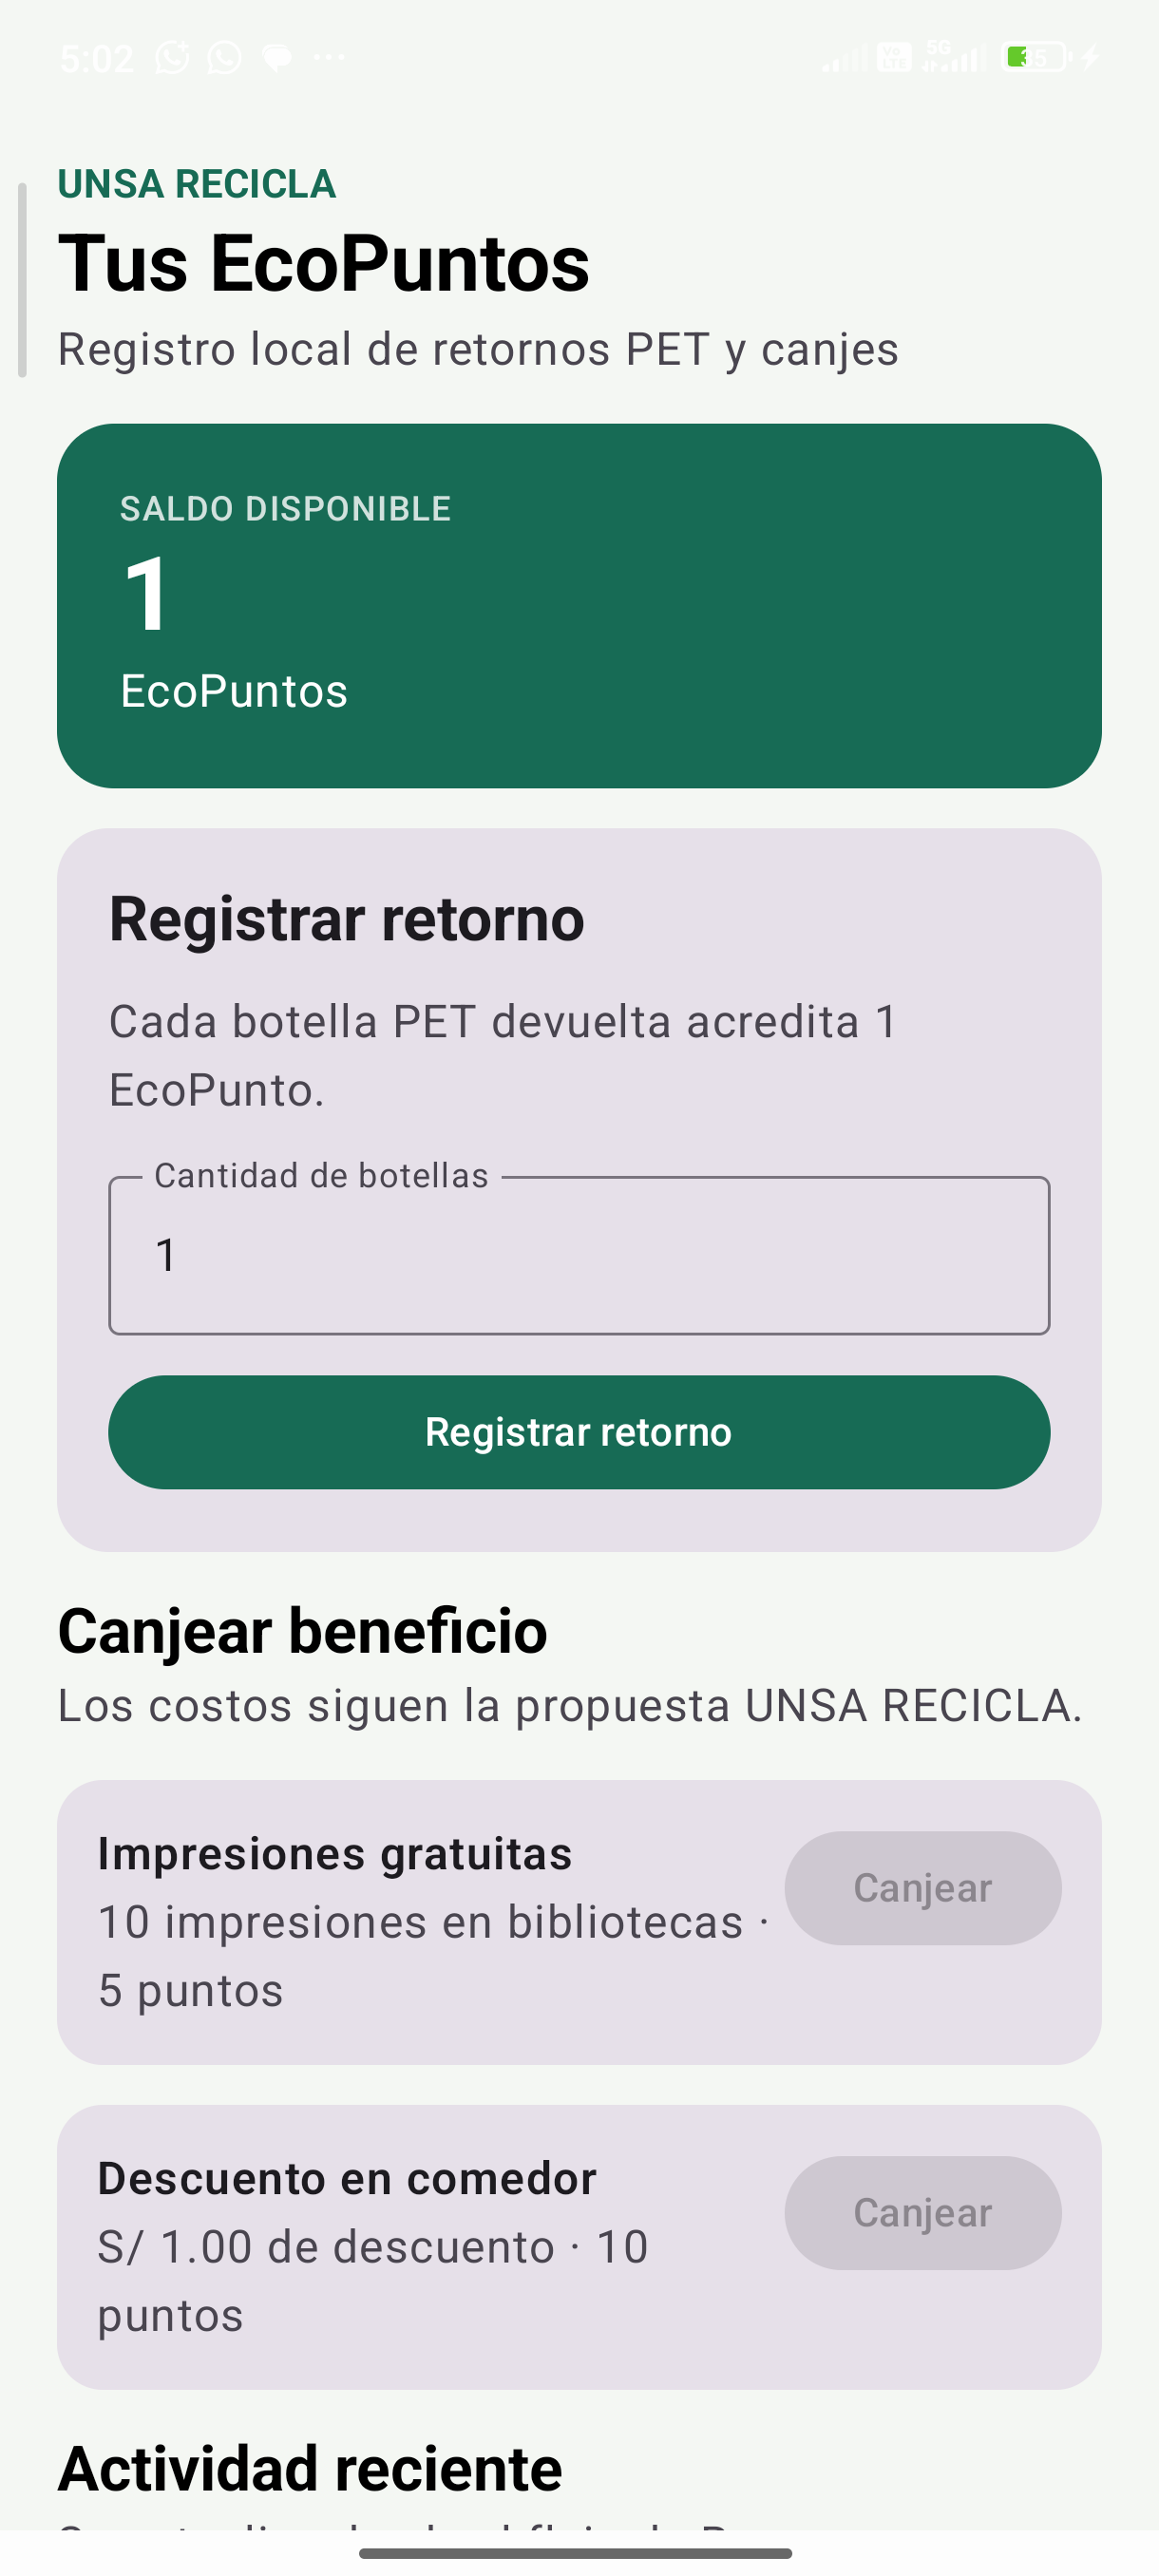 5:02
5G
35
UNSA RECICLA
Tus EcoPuntos
Registro local de retornos PET y canjes
SALDO DISPONIBLE
1
EcoPuntos
Registrar retorno
Cada botella PET devuelta acredita 1
EcoPunto.
Cantidad de botellas
1
Registrar retorno
Canjear beneficio
Los costos siguen la propuesta UNSA RECICLA.
Impresiones gratuitas
10 impresiones en bibliotecas ·
5 puntos
Canjear
Descuento en comedor
S/ 1.00 de descuento · 10
puntos
Canjear
Actividad reciente